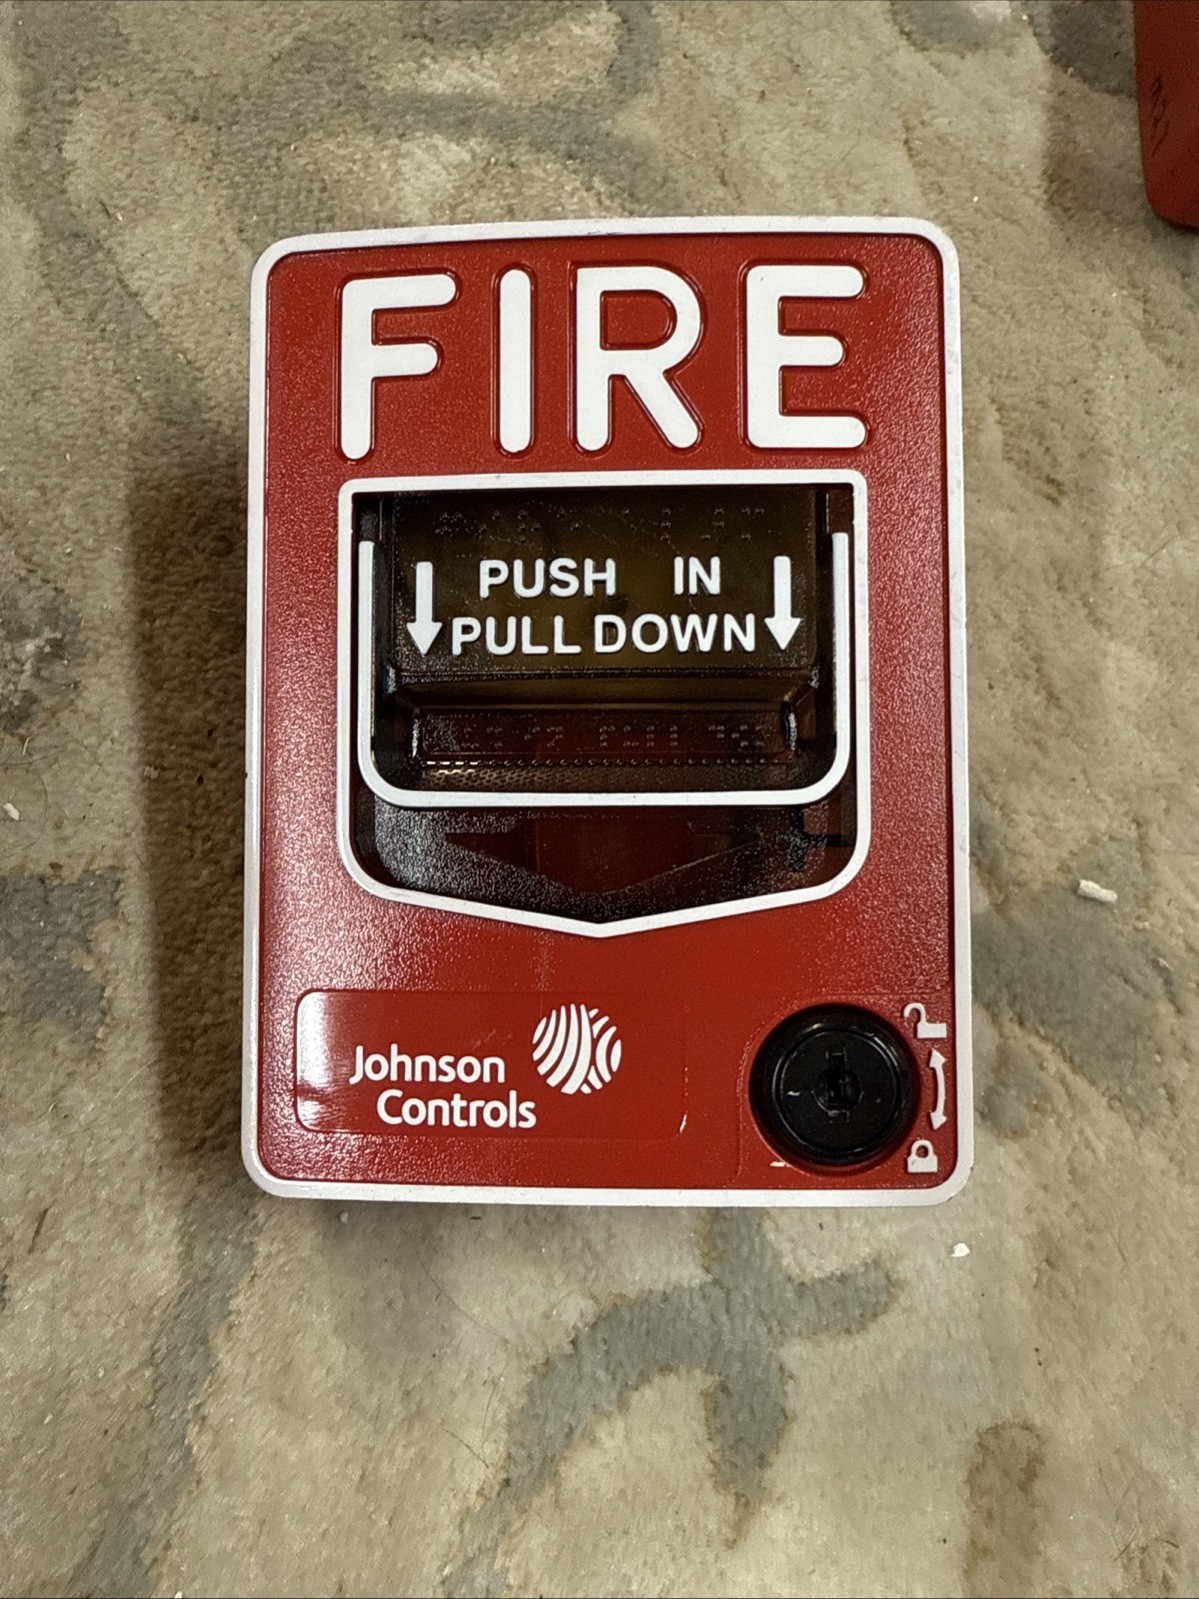 FIRE
PUSH IN
PULL DOWN
Johnson
Controls